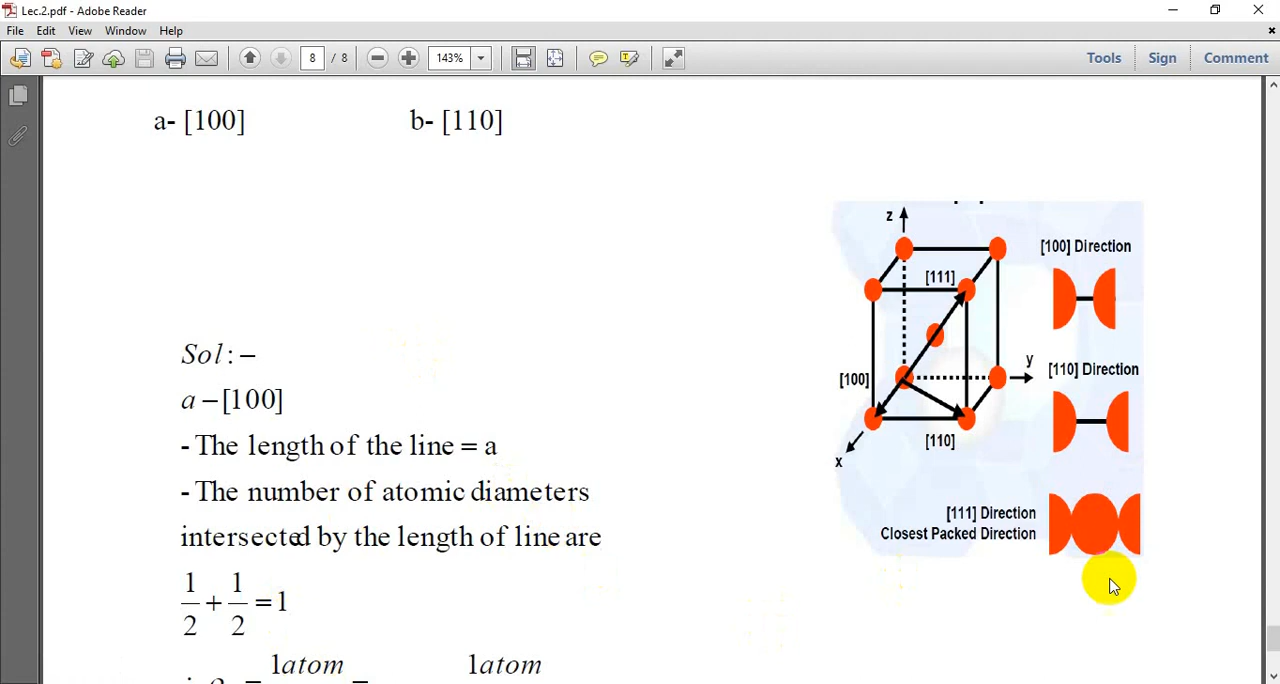 Lec.2.pdf - Adobe Reader
File Edit View Window Help
8 / 8 143% Tools Sign Comment
a- [100] b- [110]
z
[100] Direction
[111]
y
[110] Direction
[100]
[110]
x
[111] Direction
Closest Packed Direction
Sol : –
a – [100]
- The length of the line = a
- The number of atomic diameters
intersected by the length of line are
1/2 + 1/2 = 1
1atom = 1atom